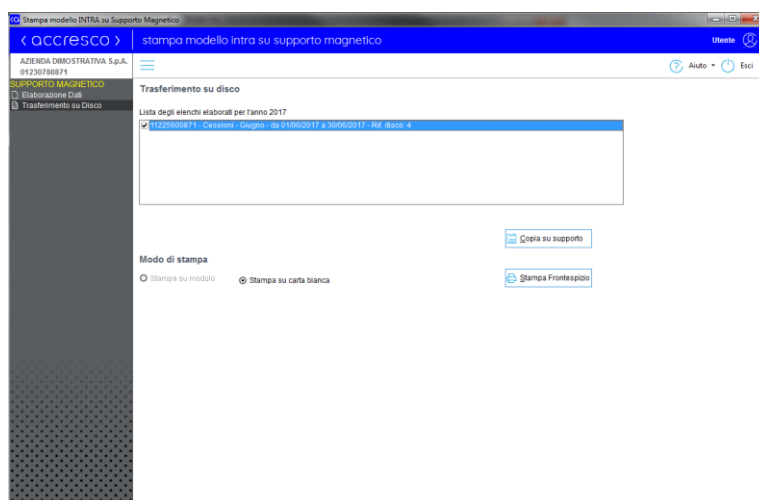 Stampa modello INTRA su Supporto Magnetico
‹ accresco ›
stampa modello intra su supporto magnetico
Utente
AZIENDA DIMOSTRATIVA S.p.A.
01230780871
Aiuto
Esci
SUPPORTO MAGNETICO
Elaborazione Dati
Trasferimento su Disco
Trasferimento su disco
Lista degli elenchi elaborati per l'anno 2017
11225600871 - Cessioni - Giugno - da 01/06/2017 a 30/06/2017 - Rif. disco: 4
Copia su supporto
Modo di stampa
Stampa su modulo
Stampa su carta bianca
Stampa Frontespizio